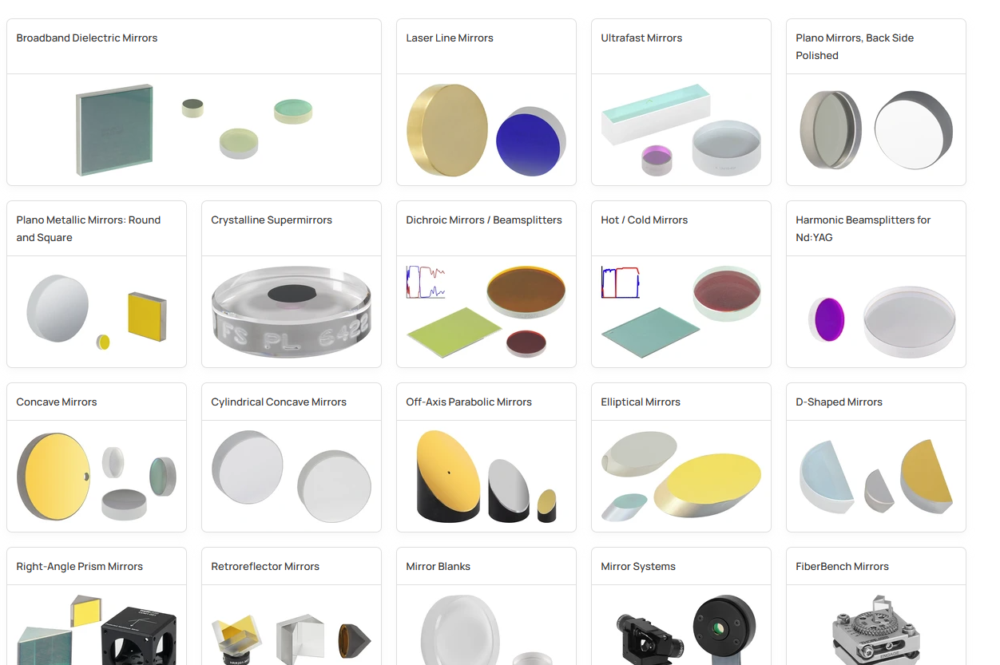 Broadband Dielectric Mirrors
Laser Line Mirrors
Ultrafast Mirrors
Plano Mirrors, Back Side
Polished
Plano Metallic Mirrors: Round
and Square
Crystalline Supermirrors
FS PL 6422
Dichroic Mirrors / Beamsplitters
Hot / Cold Mirrors
Harmonic Beamsplitters for
Nd:YAG
Concave Mirrors
Cylindrical Concave Mirrors
Off-Axis Parabolic Mirrors
Elliptical Mirrors
D-Shaped Mirrors
Right-Angle Prism Mirrors
Retroreflector Mirrors
Mirror Blanks
Mirror Systems
FiberBench Mirrors
ENGAGE